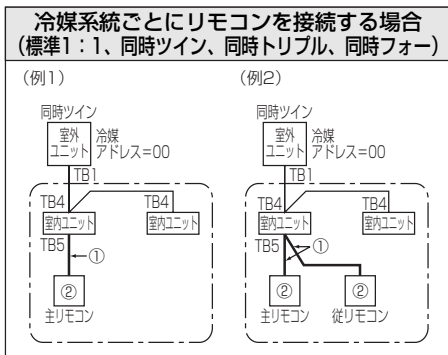 冷媒系統ごとにリモコンを接続する場合
(標準1：1、同時ツイン、同時トリプル、同時フォー)
(例1)
同時ツイン
室外
ユニット
冷媒
アドレス=00
TB1
TB4
TB4
室内ユニット
室内ユニット
TB5
①
②
主リモコン
(例2)
同時ツイン
室外
ユニット
冷媒
アドレス=00
TB1
TB4
TB4
室内ユニット
室内ユニット
TB5
①
②
②
主リモコン
従リモコン